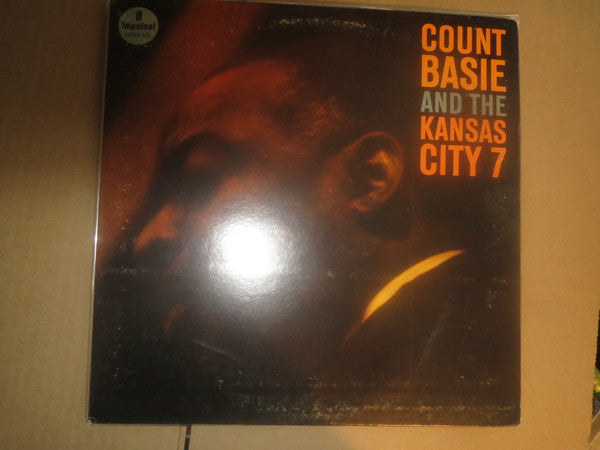 impulse!
COUNT
BASIE
AND THE
KANSAS
CITY 7